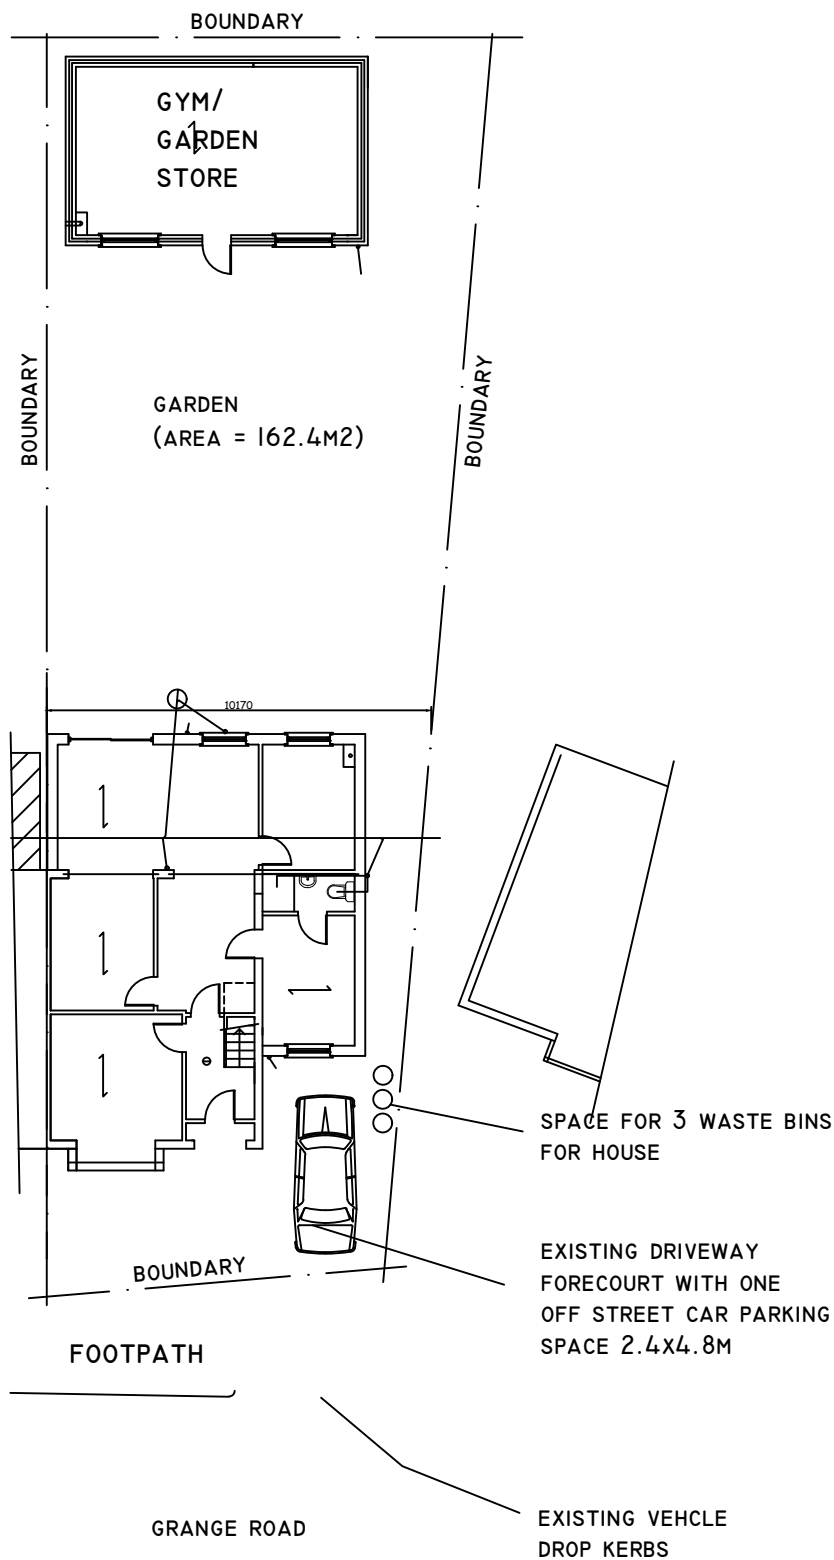 BOUNDARY
GYM/
GARDEN
STORE
BOUNDARY
BOUNDARY
GARDEN
(AREA = 162.4M2)
10170
SPACE FOR 3 WASTE BINS
FOR HOUSE
EXISTING DRIVEWAY
FORECOURT WITH ONE
OFF STREET CAR PARKING
SPACE 2.4X4.8M
BOUNDARY
FOOTPATH
GRANGE ROAD
EXISTING VEHCLE
DROP KERBS